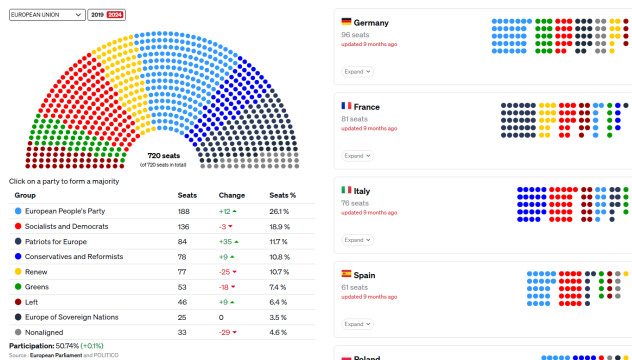 EUROPEAN UNION
2019 2024
720 seats
(of 720 seats in total)
Click on a party to form a majority
Group Seats Change Seats %
European People's Party 188 +12 26.1 %
Socialists and Democrats 136 -3 18.9 %
Patriots for Europe 84 +35 11.7 %
Conservatives and Reformists 78 +9 10.8 %
Renew 77 -25 10.7 %
Greens 53 -18 7.4 %
Left 46 +9 6.4 %
Europe of Sovereign Nations 25 0 3.5 %
Nonaligned 33 -29 4.6 %
Participation: 50.74% (+0.1%)
Source : European Parliament and POLITICO
Germany
96 seats
updated 9 months ago
Expand
France
81 seats
updated 9 months ago
Expand
Italy
76 seats
updated 9 months ago
Expand
Spain
61 seats
updated 9 months ago
Expand
Poland